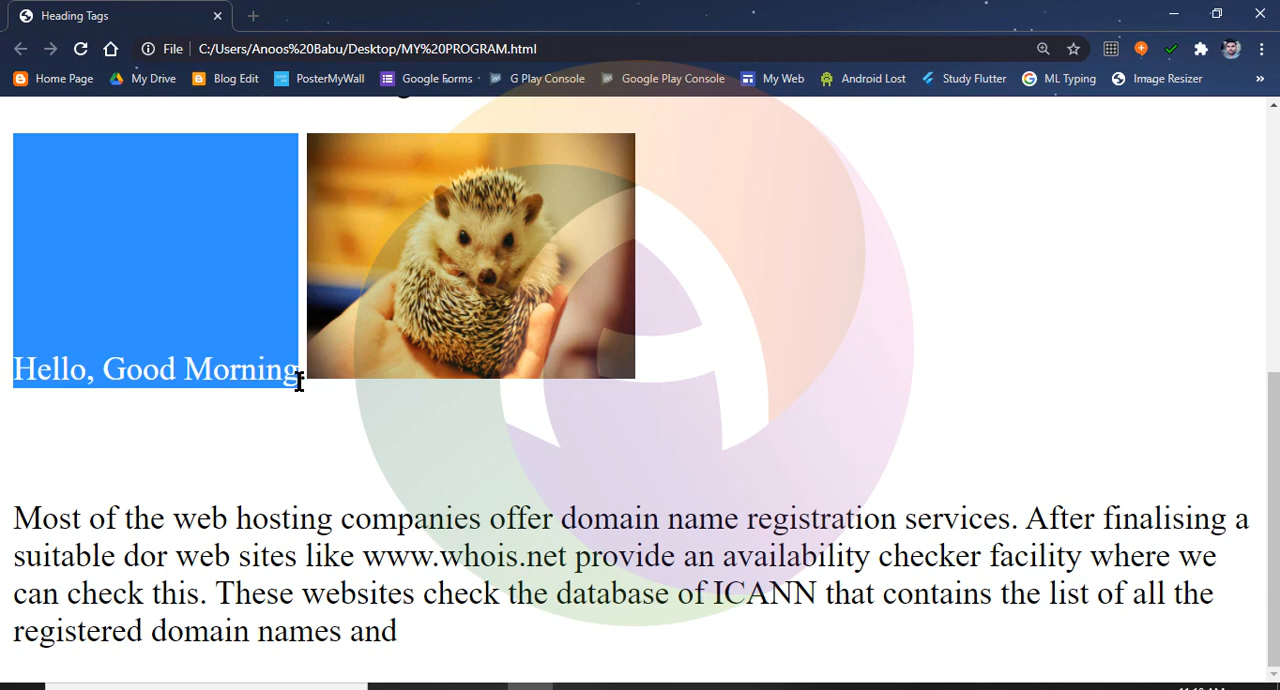 Heading Tags
File C:/Users/Anoos%20Babu/Desktop/MY%20PROGRAM.html
Home Page My Drive Blog Edit PosterMyWall Google Forms G Play Console Google Play Console My Web Android Lost Study Flutter ML Typing Image Resizer »
Hello, Good Morning
Most of the web hosting companies offer domain name registration services. After finalising a
suitable dor web sites like www.whois.net provide an availability checker facility where we
can check this. These websites check the database of ICANN that contains the list of all the
registered domain names and